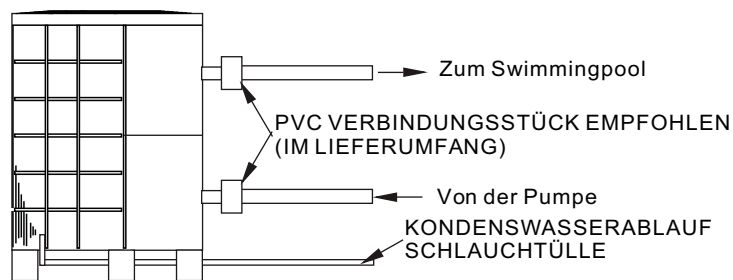 Zum Swimmingpool
PVC VERBINDUNGSSTÜCK EMPFOHLEN
(IM LIEFERUMFANG)
Von der Pumpe
KONDENSWASSERABLAUF
SCHLAUCHTÜLLE